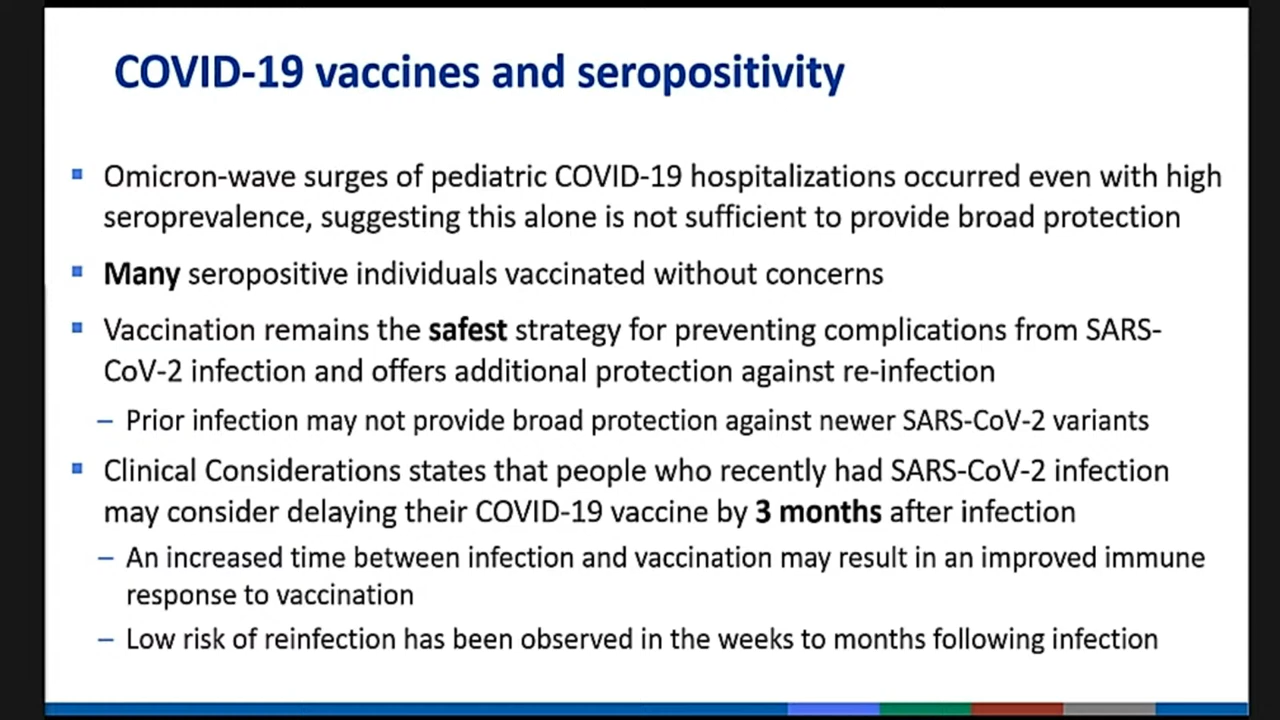 COVID-19 vaccines and seropositivity
Omicron-wave surges of pediatric COVID-19 hospitalizations occurred even with high
seroprevalence, suggesting this alone is not sufficient to provide broad protection
Many seropositive individuals vaccinated without concerns
Vaccination remains the safest strategy for preventing complications from SARS-
CoV-2 infection and offers additional protection against re-infection
– Prior infection may not provide broad protection against newer SARS-CoV-2 variants
Clinical Considerations states that people who recently had SARS-CoV-2 infection
may consider delaying their COVID-19 vaccine by 3 months after infection
– An increased time between infection and vaccination may result in an improved immune
response to vaccination
– Low risk of reinfection has been observed in the weeks to months following infection